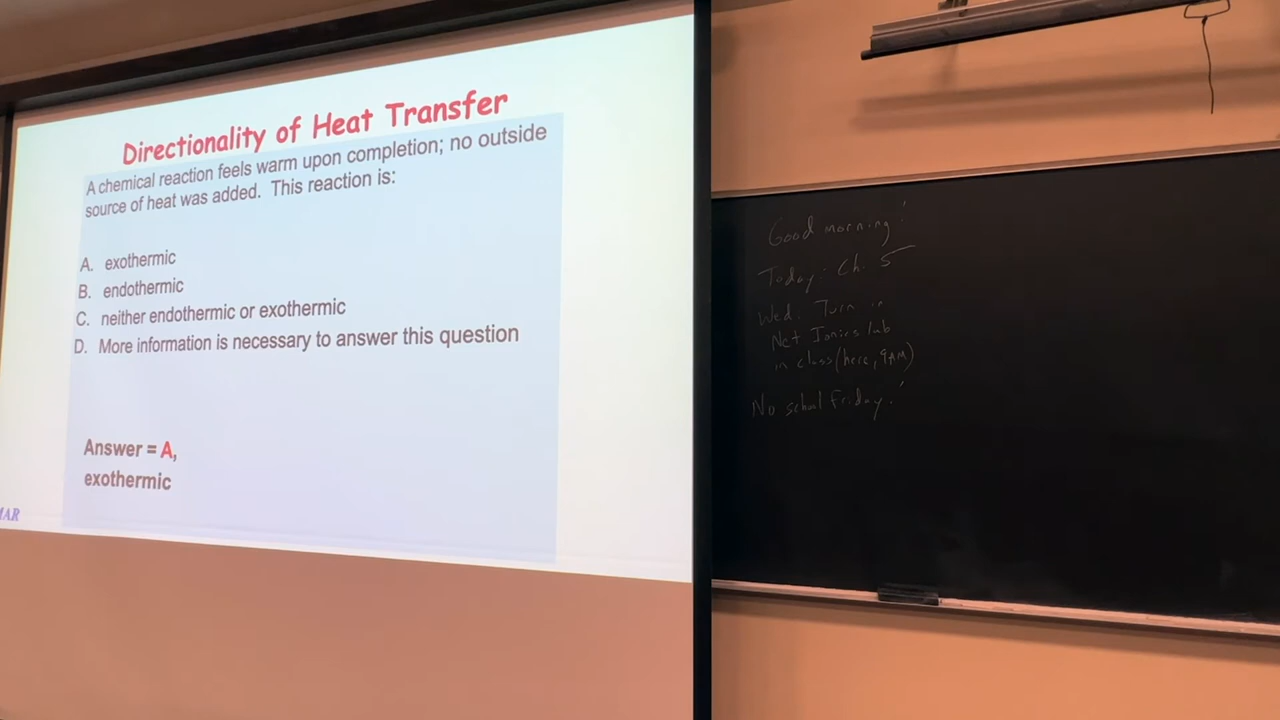 Directionality of Heat Transfer
A chemical reaction feels warm upon completion; no outside
source of heat was added. This reaction is:
A. exothermic
B. endothermic
C. neither endothermic or exothermic
D. More information is necessary to answer this question
Answer = A,
exothermic
MAR
Good morning!
Today: Ch. 5
Wed: Turn in
Net Ionics lab
in class (here, 9AM)
No school Friday!